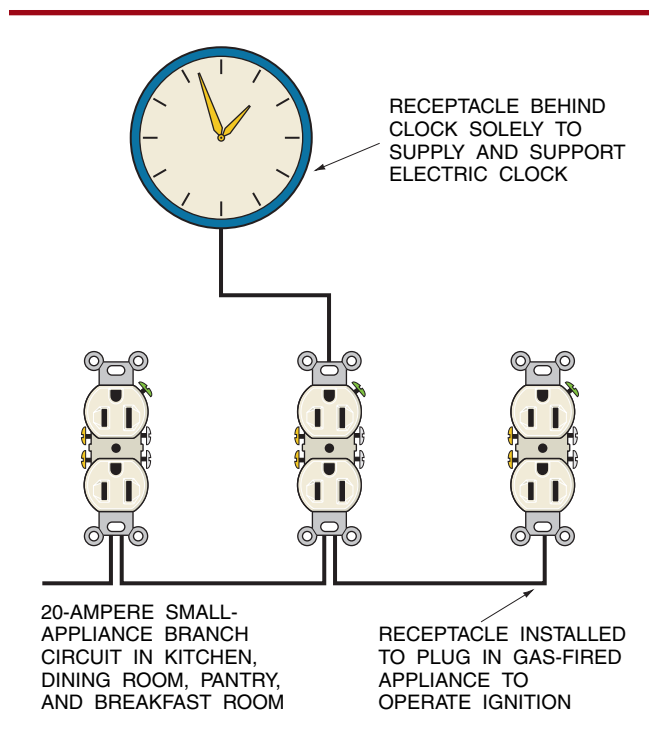 RECEPTACLE BEHIND
CLOCK SOLELY TO
SUPPLY AND SUPPORT
ELECTRIC CLOCK
20-AMPERE SMALL-
APPLIANCE BRANCH
CIRCUIT IN KITCHEN,
DINING ROOM, PANTRY,
AND BREAKFAST ROOM
RECEPTACLE INSTALLED
TO PLUG IN GAS-FIRED
APPLIANCE TO
OPERATE IGNITION